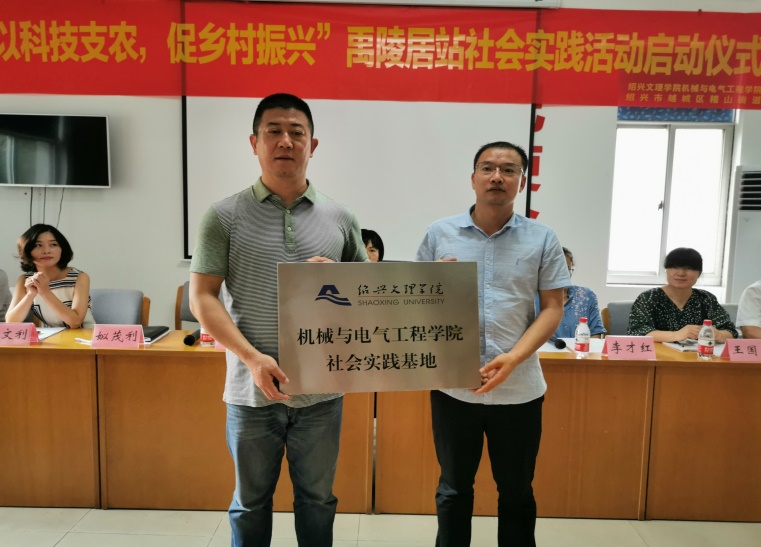 以科技支农，促乡村振兴”禹陵居站社会实践活动启动仪式
绍兴文理学院机械与电气工程学院
绍兴市越城区稽山街道
绍兴文理学院
SHAOXING UNIVERSITY
机械与电气工程学院
社会实践基地
文利
姒茂利
李才红
王国